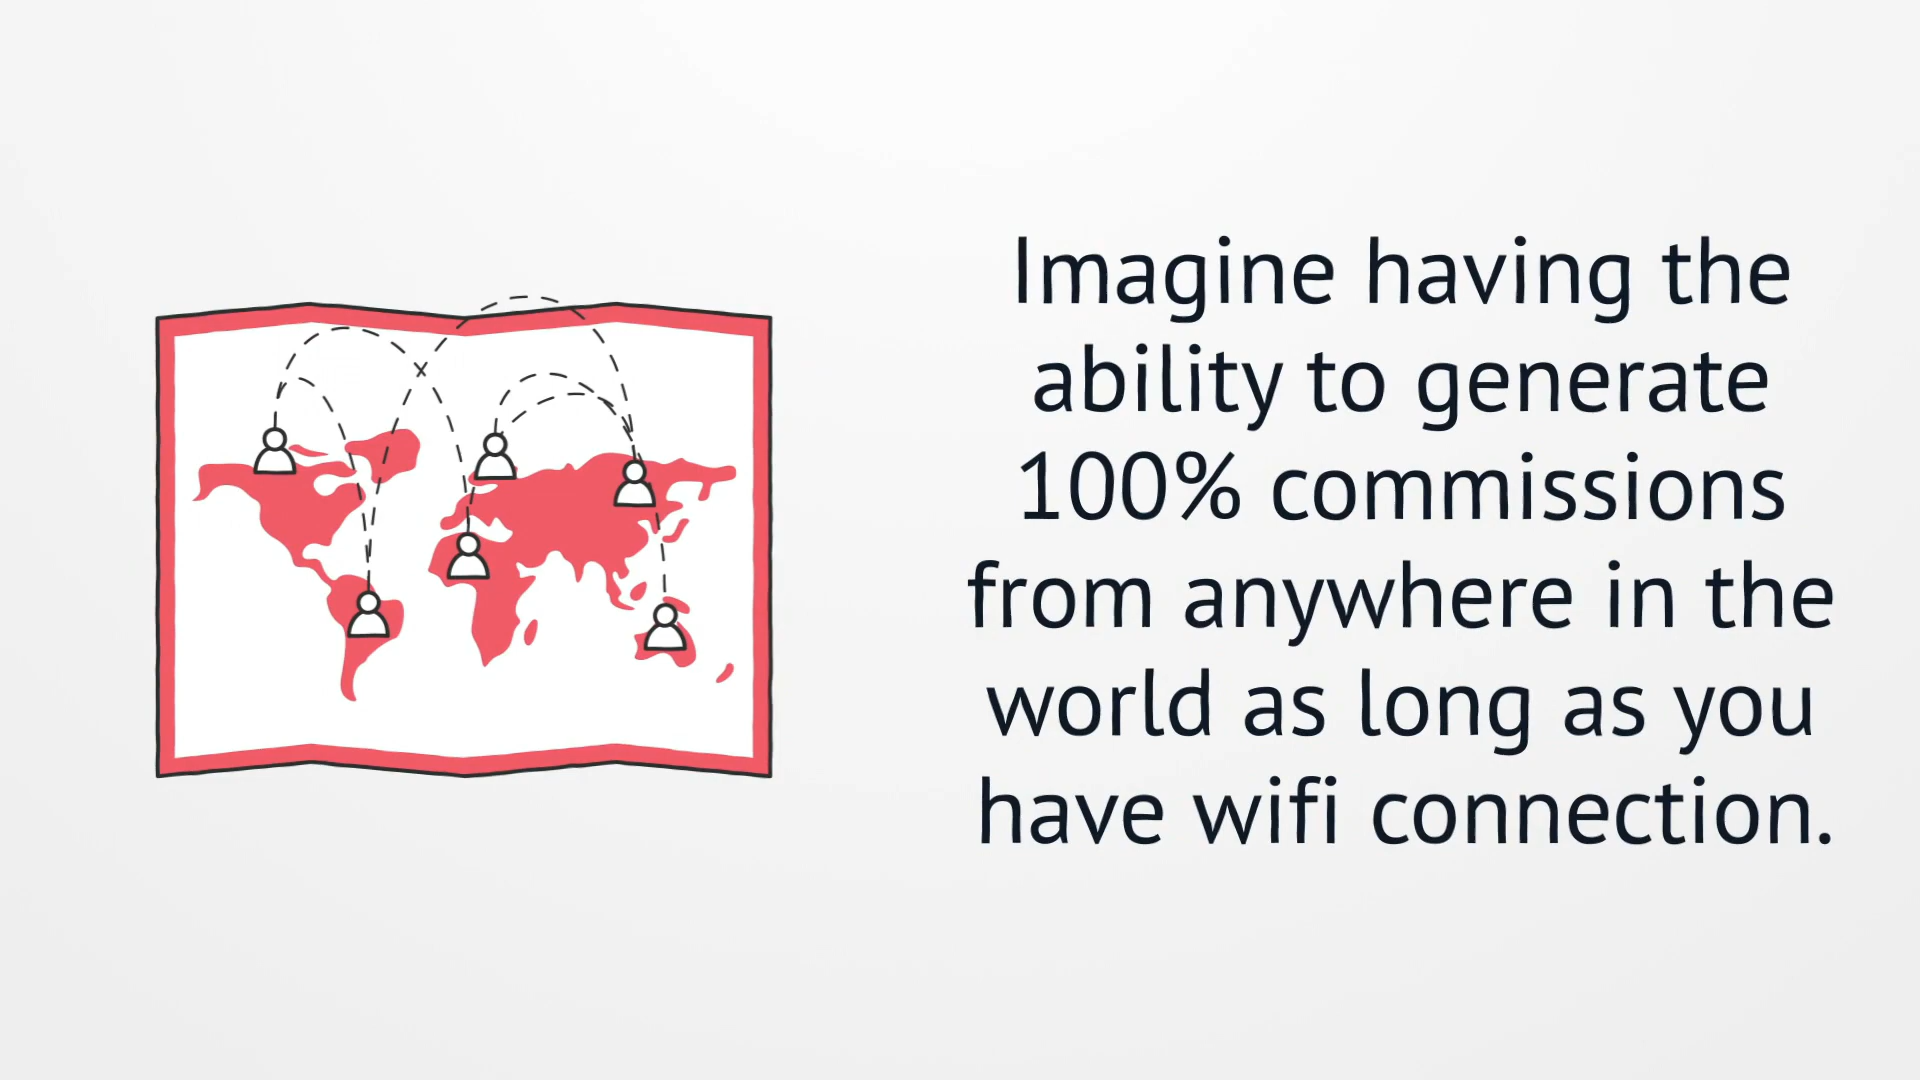 Imagine having the
ability to generate
100% commissions
from anywhere in the
world as long as you
have wifi connection.